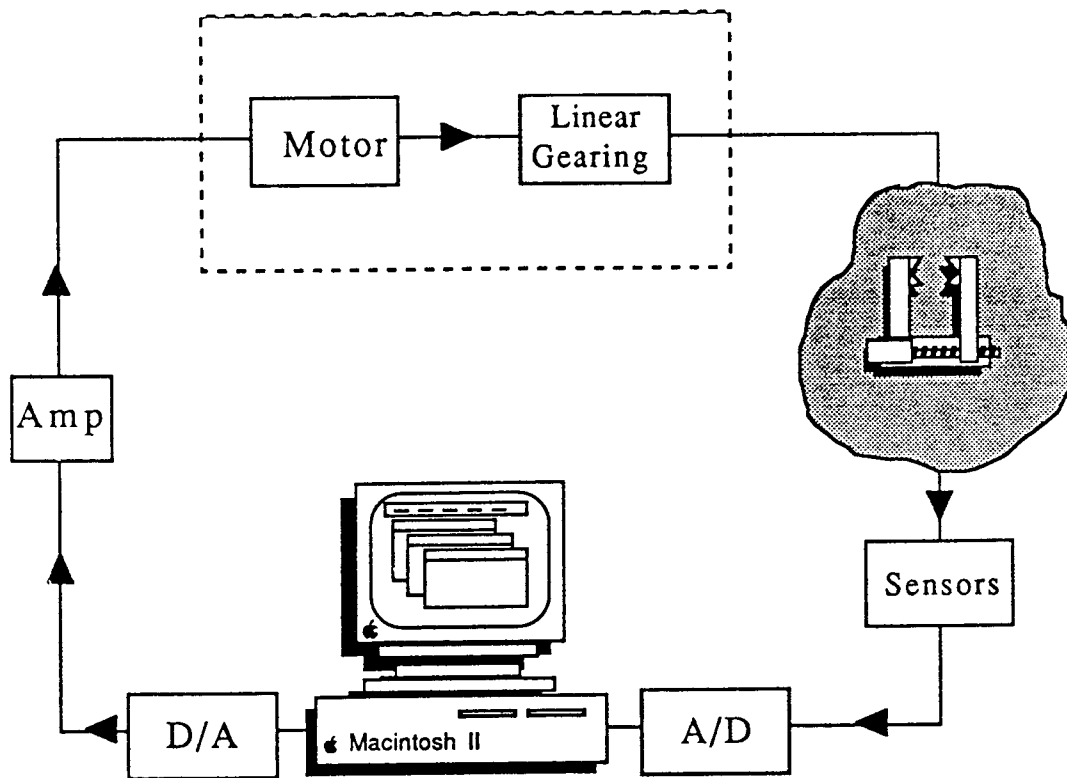 Motor
Linear
Gearing
Amp
Sensors
D/A
Macintosh II
A/D